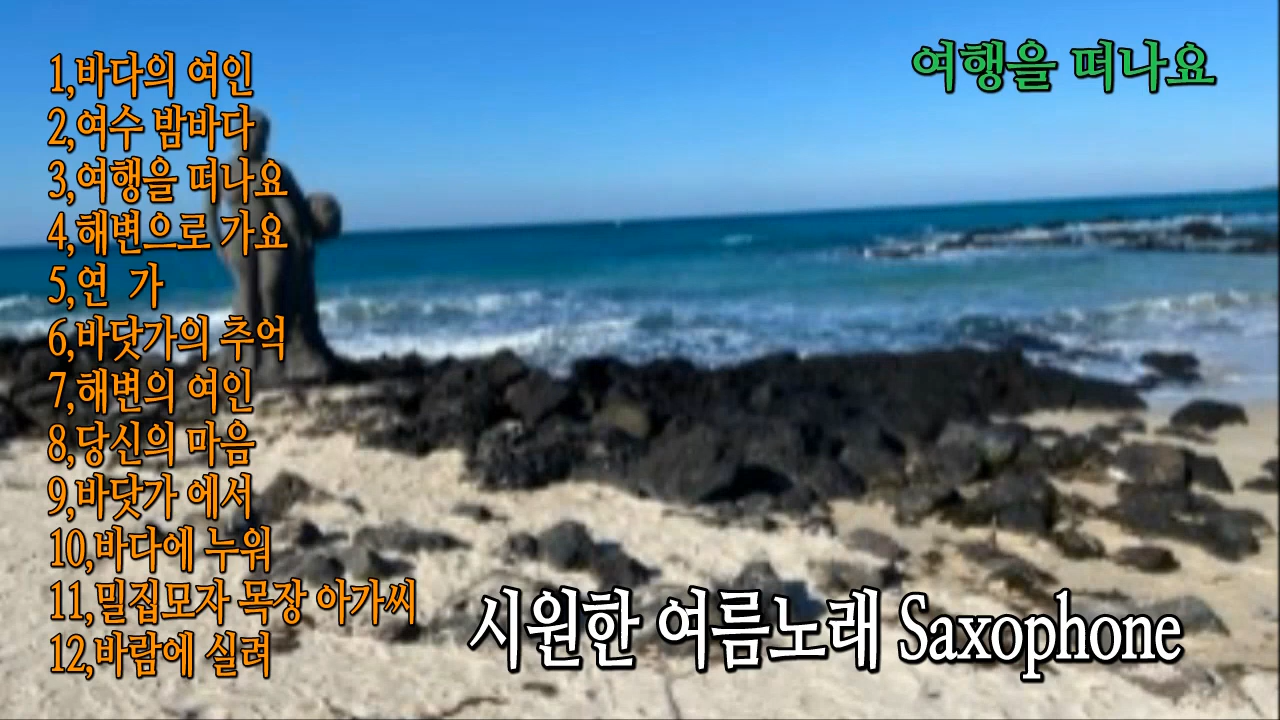 여행을 떠나요
1,바다의 여인
2,여수 밤바다
3,여행을 떠나요
4,해변으로 가요
5,연 가
6,바닷가의 추억
7,해변의 여인
8,당신의 마음
9,바닷가 에서
10,바다에 누워
11,밀집모자 목장 아가씨
12,바람에 실려
시원한 여름노래 Saxophone